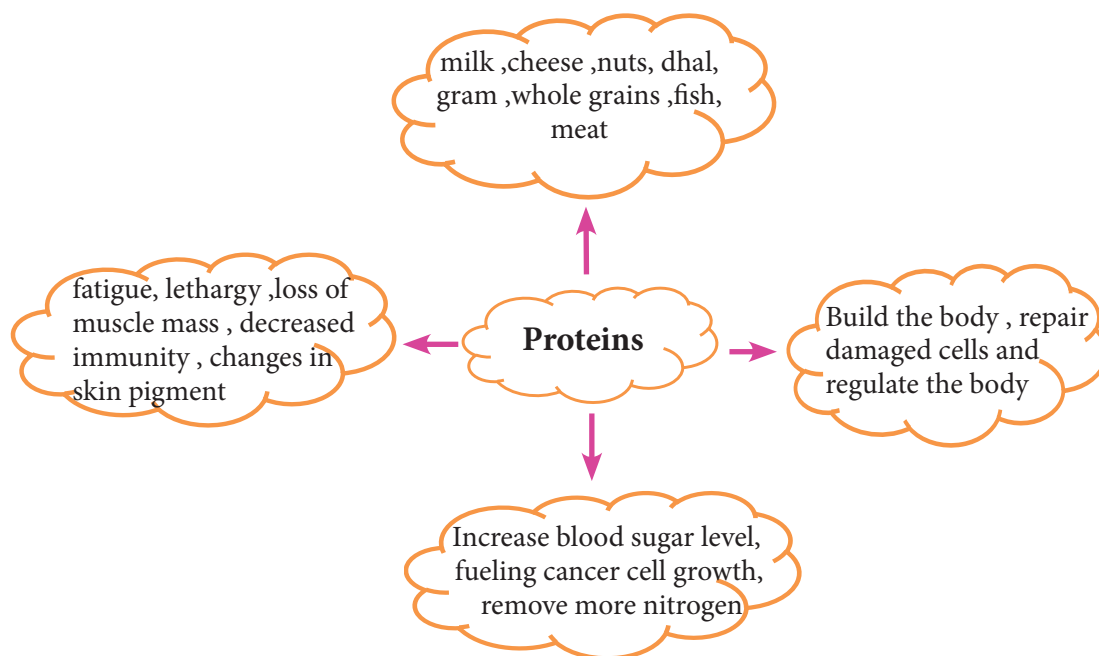 milk ,cheese ,nuts, dhal,
gram ,whole grains ,fish,
meat
fatigue, lethargy ,loss of
muscle mass , decreased
immunity , changes in
skin pigment
Proteins
Build the body , repair
damaged cells and
regulate the body
Increase blood sugar level,
fueling cancer cell growth,
remove more nitrogen